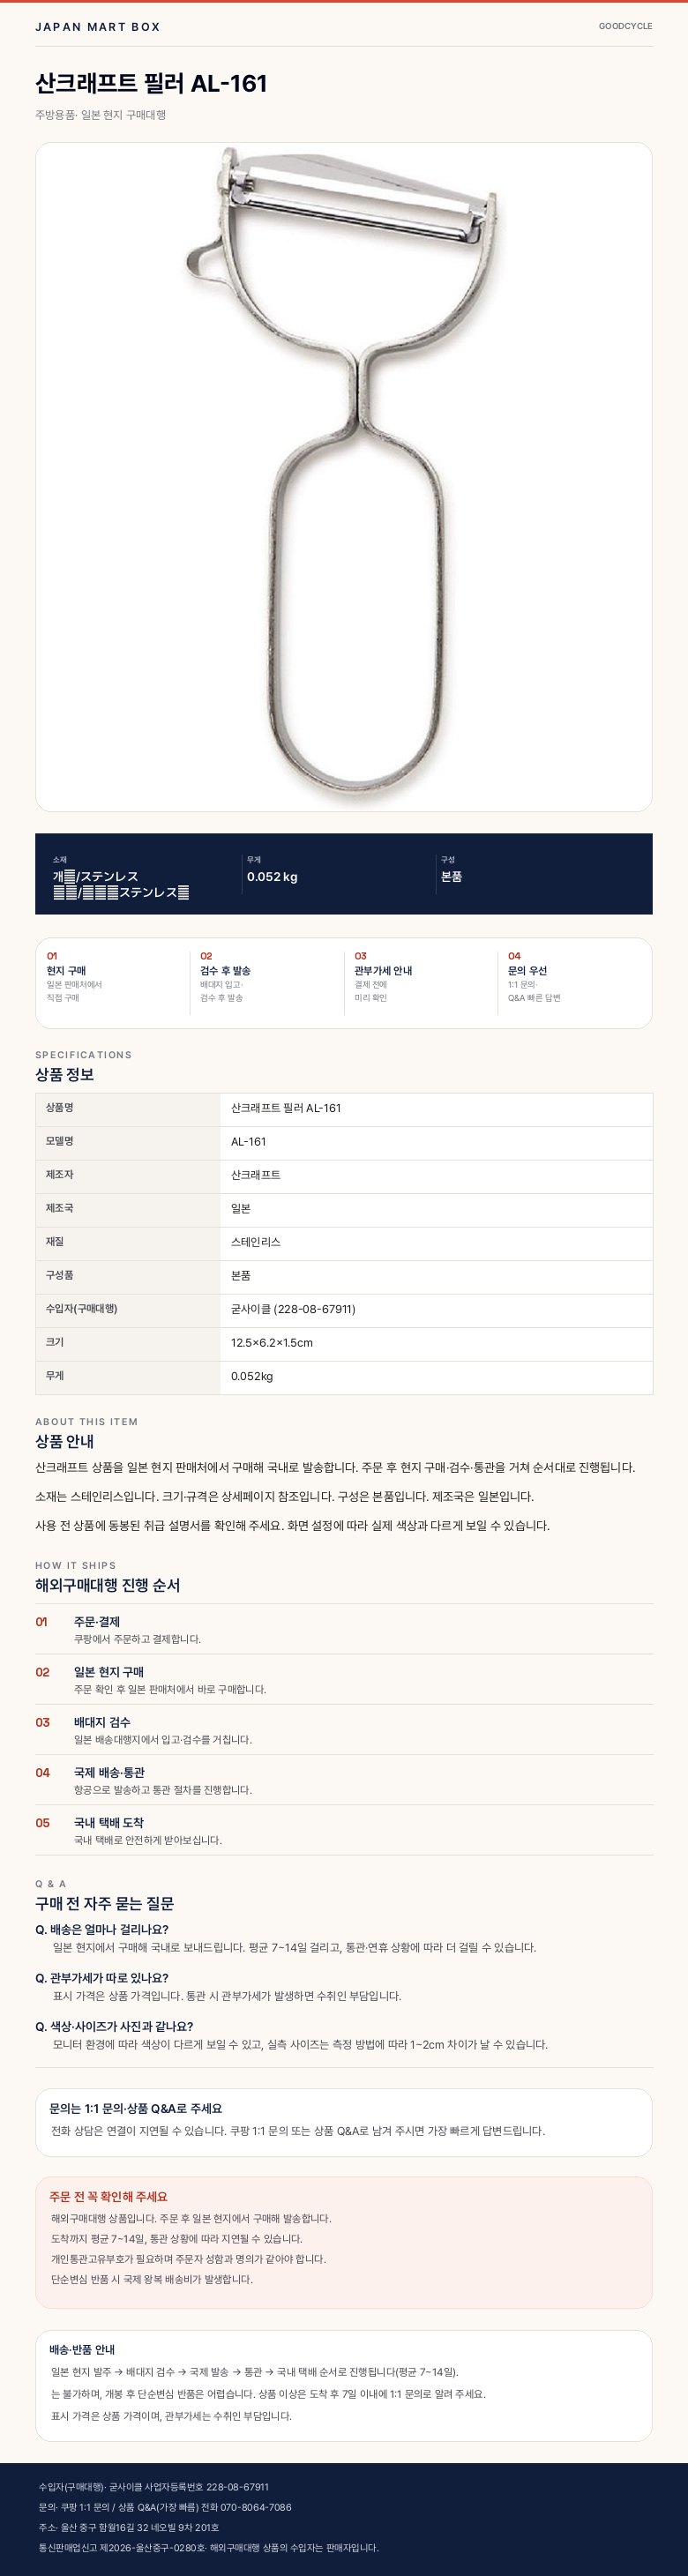 JAPAN MART BOX
GOODCYCLE
산크래프트 필러 AL-161
주방용품· 일본 현지 구매대행
소재
개▒/ステンレス
▒▒/▒▒▒ステンレス▒
무게
0.052 kg
구성
본품
01
현지 구매
일본 판매처에서
직접 구매
02
검수 후 발송
배대지 입고·
검수 후 발송
03
관부가세 안내
결제 전에
미리 확인
04
문의 우선
1:1 문의·
Q&A 빠른 답변
SPECIFICATIONS
상품 정보
상품명 산크래프트 필러 AL-161
모델명 AL-161
제조자 산크래프트
제조국 일본
재질 스테인리스
구성품 본품
수입자(구매대행) 굳사이클 (228-08-67911)
크기 12.5×6.2×1.5cm
무게 0.052kg
ABOUT THIS ITEM
상품 안내
산크래프트 상품을 일본 현지 판매처에서 구매해 국내로 발송합니다. 주문 후 현지 구매·검수·통관을 거쳐 순서대로 진행됩니다.
소재는 스테인리스입니다. 크기·규격은 상세페이지 참조입니다. 구성은 본품입니다. 제조국은 일본입니다.
사용 전 상품에 동봉된 취급 설명서를 확인해 주세요. 화면 설정에 따라 실제 색상과 다르게 보일 수 있습니다.
HOW IT SHIPS
해외구매대행 진행 순서
01 주문·결제
쿠팡에서 주문하고 결제합니다.
02 일본 현지 구매
주문 확인 후 일본 판매처에서 바로 구매합니다.
03 배대지 검수
일본 배송대행지에서 입고·검수를 거칩니다.
04 국제 배송·통관
항공으로 발송하고 통관 절차를 진행합니다.
05 국내 택배 도착
국내 택배로 안전하게 받아보십니다.
Q & A
구매 전 자주 묻는 질문
Q. 배송은 얼마나 걸리나요?
일본 현지에서 구매해 국내로 보내드립니다. 평균 7~14일 걸리고, 통관·연휴 상황에 따라 더 걸릴 수 있습니다.
Q. 관부가세가 따로 있나요?
표시 가격은 상품 가격입니다. 통관 시 관부가세가 발생하면 수취인 부담입니다.
Q. 색상·사이즈가 사진과 같나요?
모니터 환경에 따라 색상이 다르게 보일 수 있고, 실측 사이즈는 측정 방법에 따라 1~2cm 차이가 날 수 있습니다.
문의는 1:1 문의·상품 Q&A로 주세요
전화 상담은 연결이 지연될 수 있습니다. 쿠팡 1:1 문의 또는 상품 Q&A로 남겨 주시면 가장 빠르게 답변드립니다.
주문 전 꼭 확인해 주세요
해외구매대행 상품입니다. 주문 후 일본 현지에서 구매해 발송합니다.
도착까지 평균 7~14일, 통관 상황에 따라 지연될 수 있습니다.
개인통관고유부호가 필요하며 주문자 성함과 명의가 같아야 합니다.
단순변심 반품 시 국제 왕복 배송비가 발생합니다.
배송·반품 안내
일본 현지 발주 → 배대지 검수 → 국제 발송 → 통관 → 국내 택배 순서로 진행됩니다(평균 7~14일).
는 불가하며, 개봉 후 단순변심 반품은 어렵습니다. 상품 이상은 도착 후 7일 이내에 1:1 문의로 알려 주세요.
표시 가격은 상품 가격이며, 관부가세는 수취인 부담입니다.
수입자(구매대행)· 굳사이클 사업자등록번호 228-08-67911
문의· 쿠팡 1:1 문의 / 상품 Q&A(가장 빠름) 전화 070-8064-7086
주소· 울산 중구 함월16길 32 네오빌 9차 201호
통신판매업신고 제2026-울산중구-0280호· 해외구매대행 상품의 수입자는 판매자입니다.